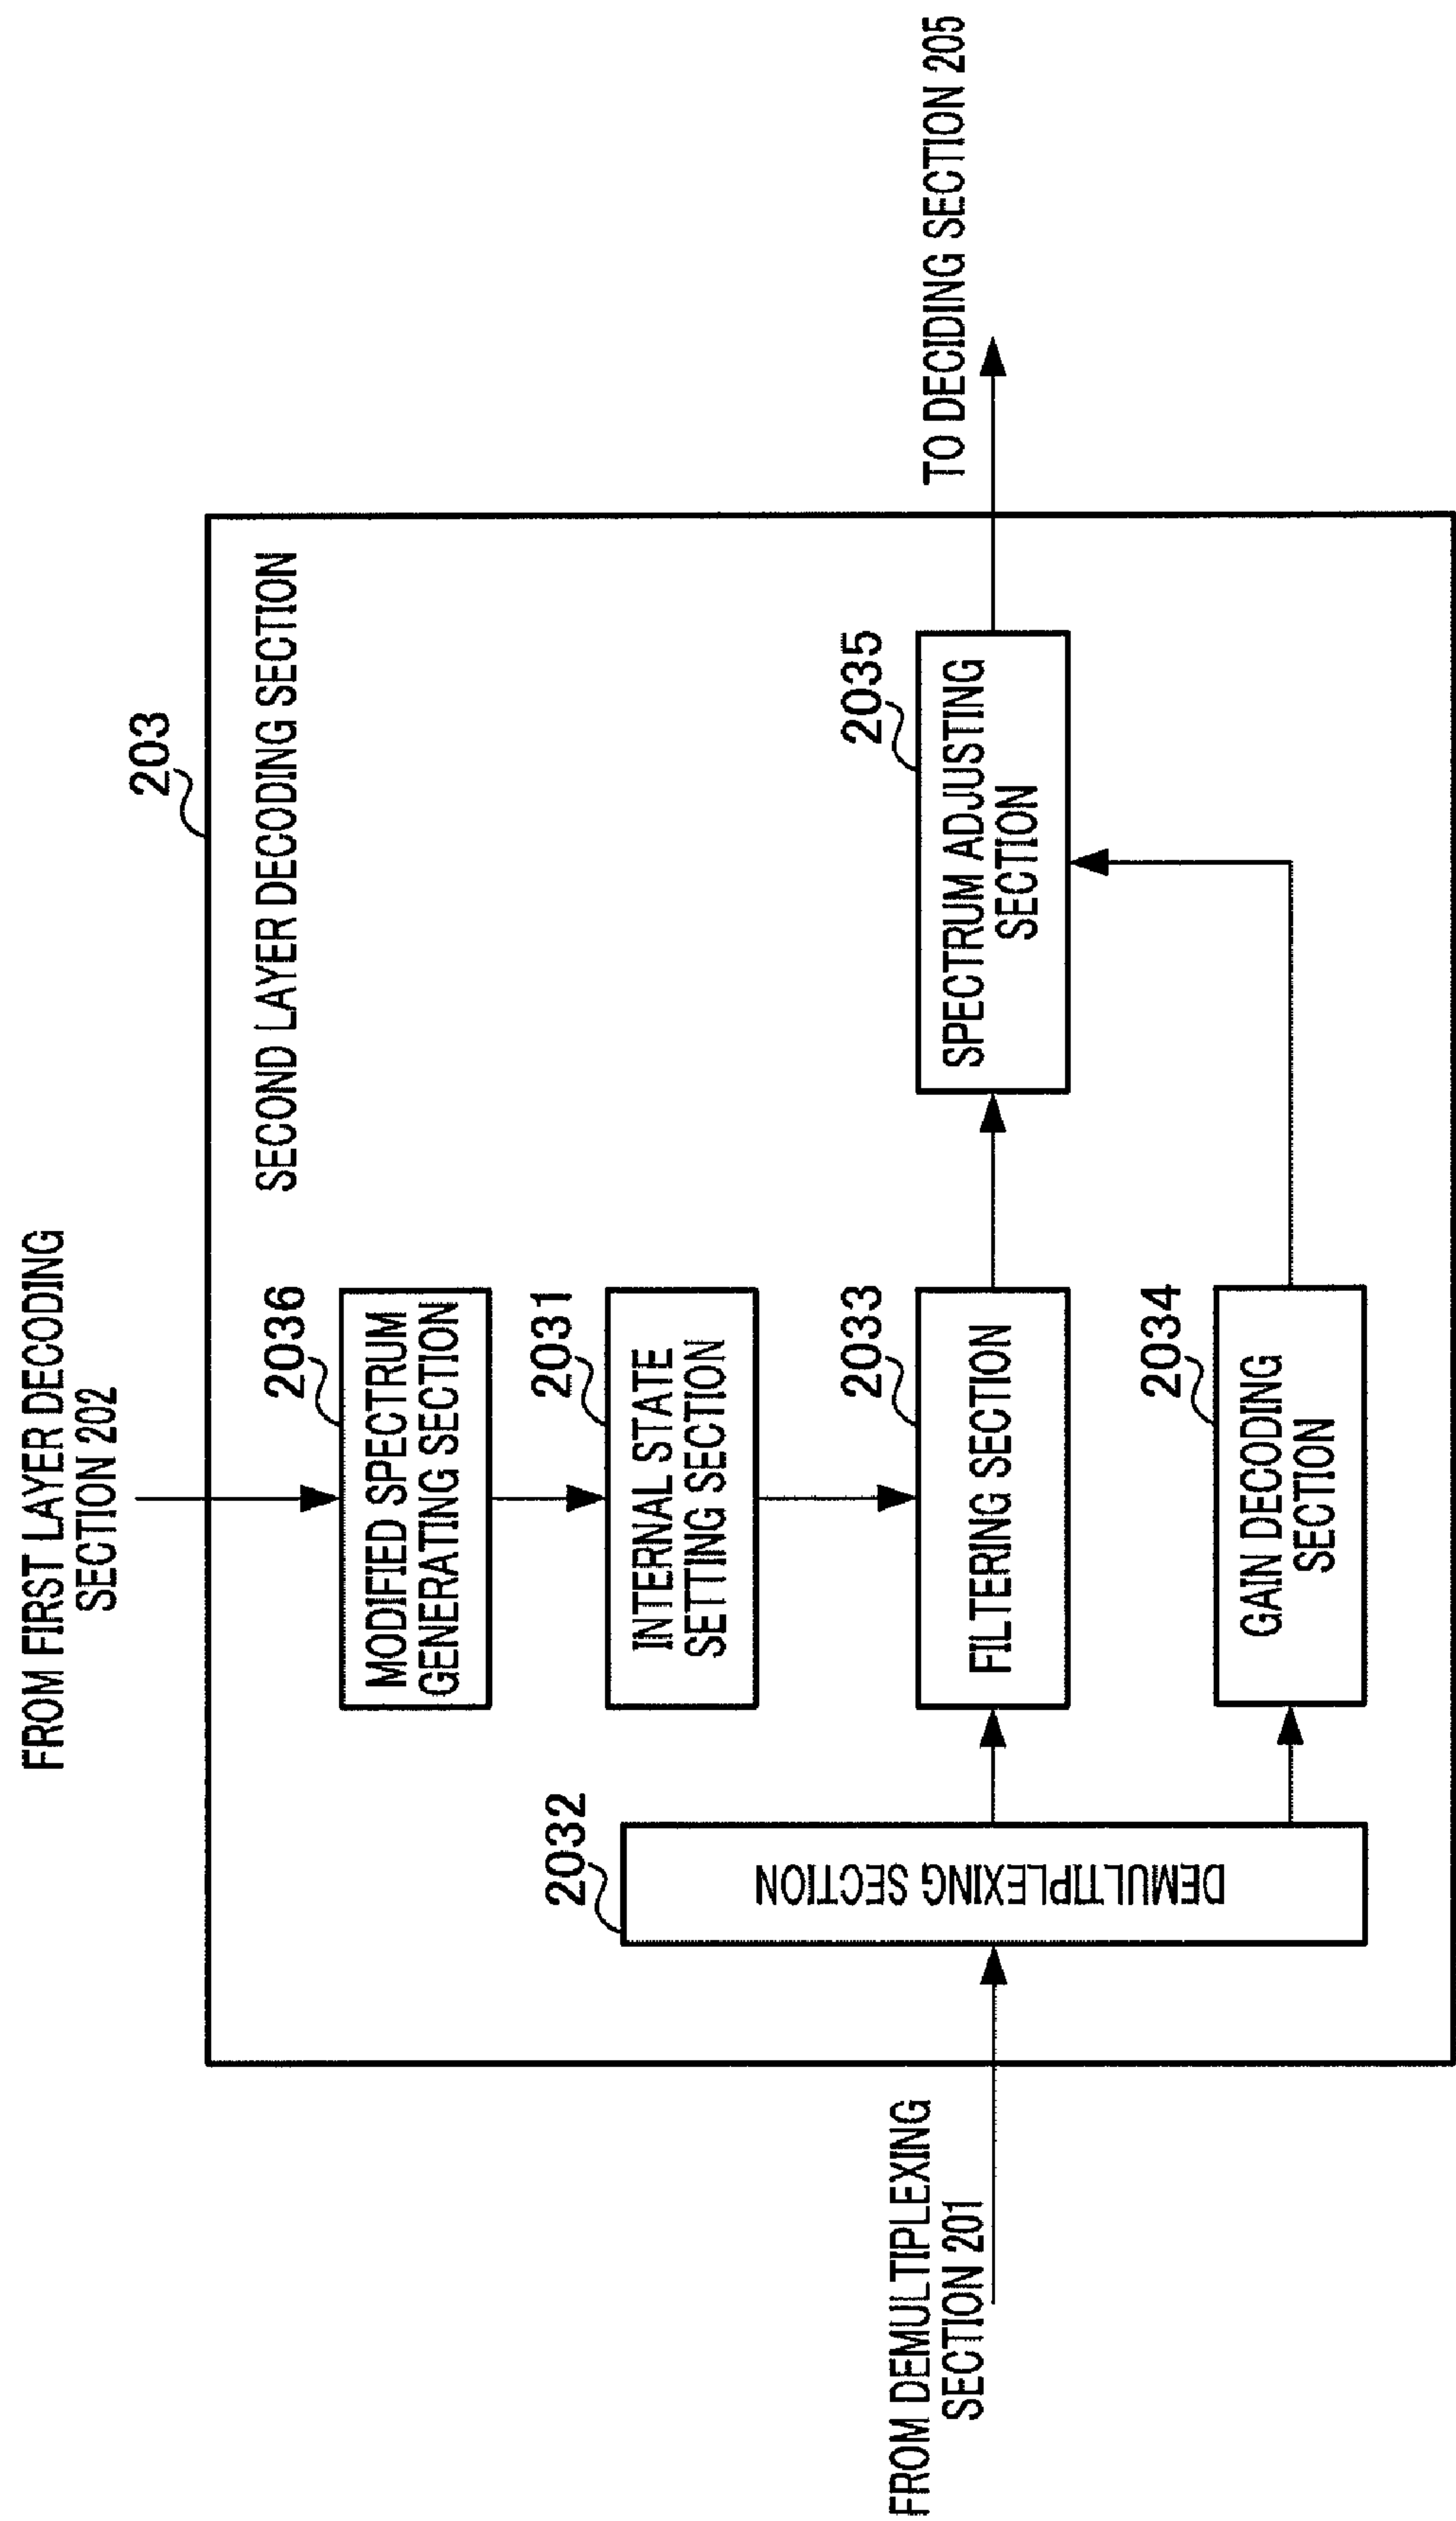 FROM FIRST LAYER DECODING
SECTION 202
203
SECOND LAYER DECODING SECTION
2036
MODIFIED SPECTRUM
GENERATING SECTION
2031
INTERNAL STATE
SETTING SECTION
2032
DEMULTIPLEXING SECTION
FROM DEMULTIPLEXING
SECTION 201
2033
FILTERING SECTION
2035
SPECTRUM ADJUSTING
SECTION
TO DECIDING SECTION 205
2034
GAIN DECODING
SECTION